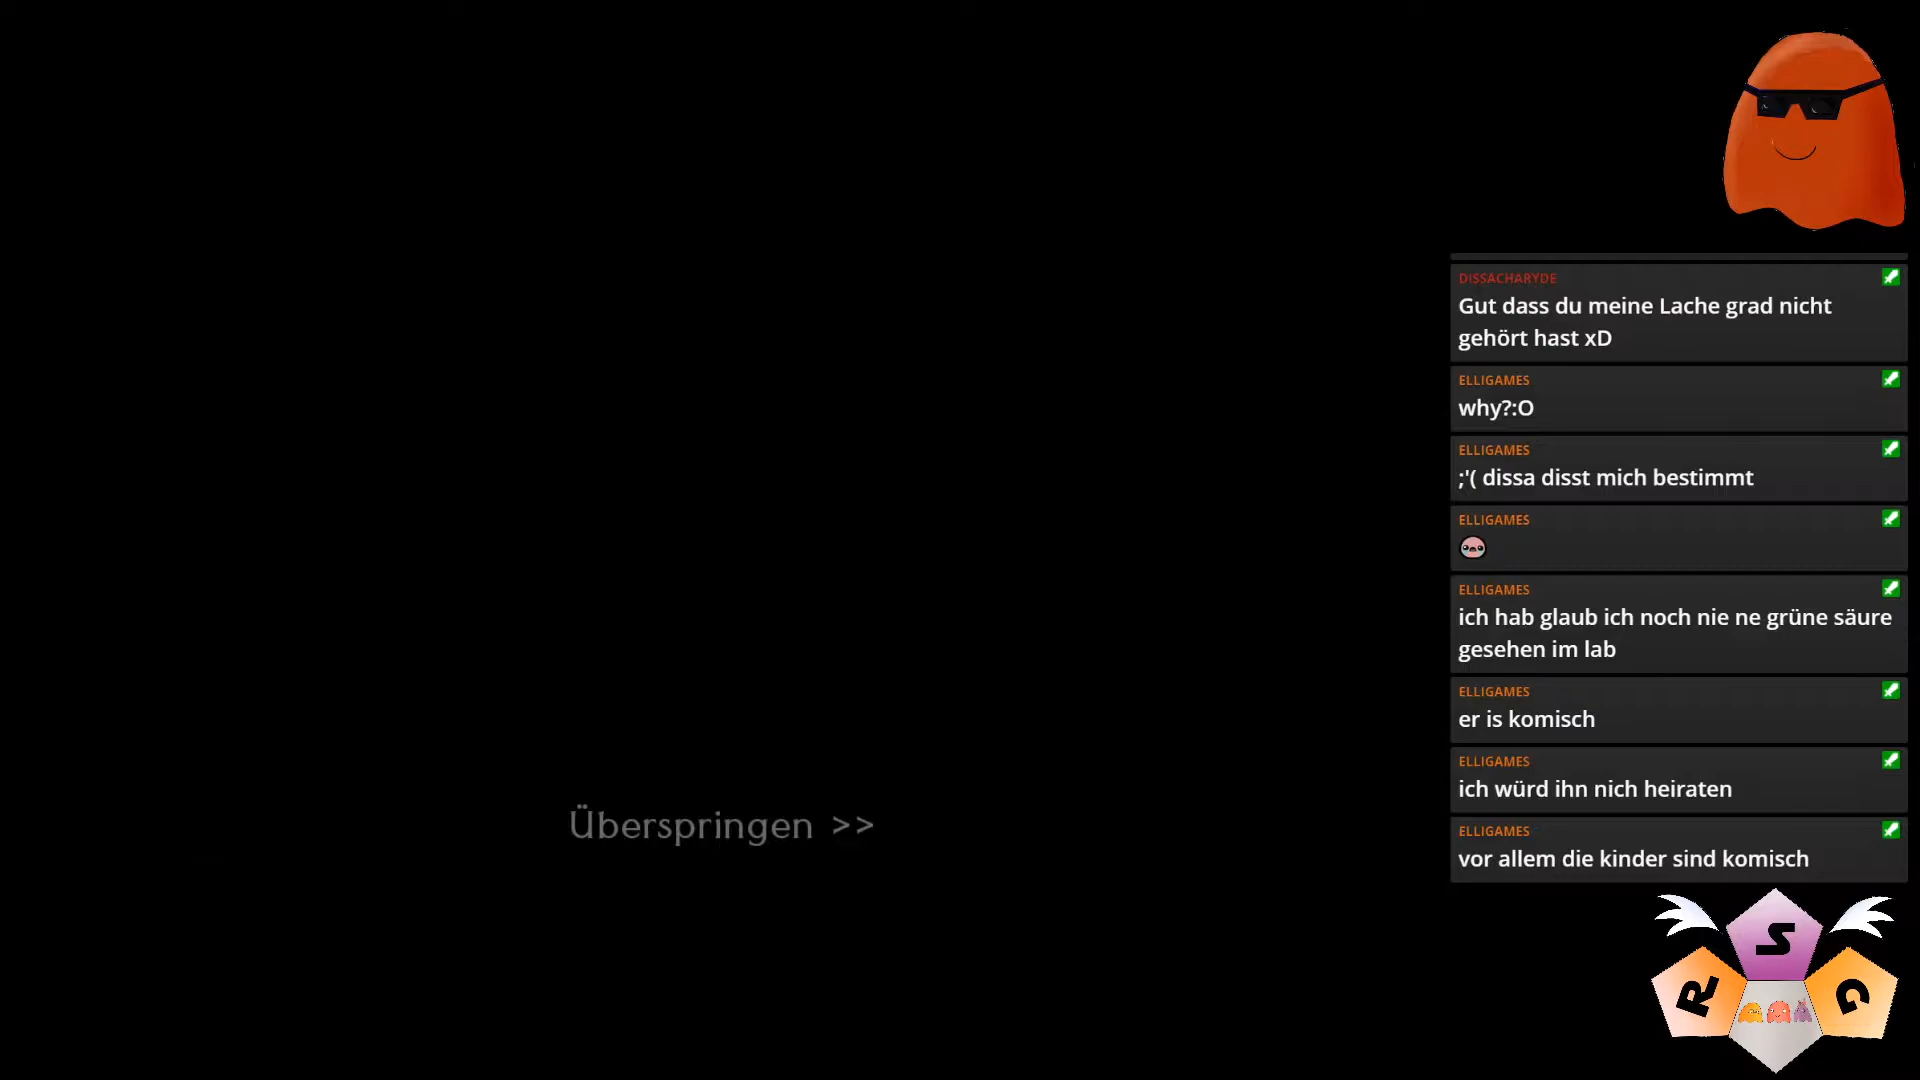 DISSACHARYDE
Gut dass du meine Lache grad nicht
gehört hast xD
ELLIGAMES
why?:O
ELLIGAMES
;'( dissa disst mich bestimmt
ELLIGAMES
ELLIGAMES
ich hab glaub ich noch nie ne grüne säure
gesehen im lab
ELLIGAMES
er is komisch
ELLIGAMES
ich würd ihn nich heiraten
ELLIGAMES
vor allem die kinder sind komisch
Überspringen >>
R S G